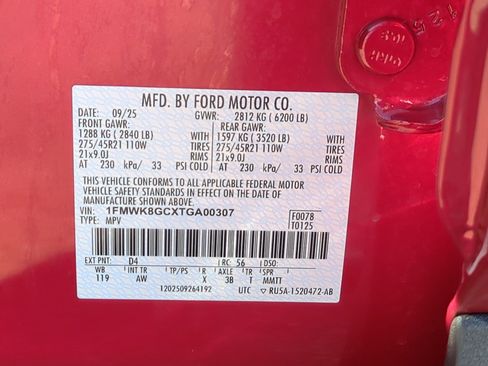 MFD. BY FORD MOTOR CO.
DATE: 09/25 GVWR: 2812 KG ( 6200 LB)
FRONT GAWR: REAR GAWR:
1288 KG ( 2840 LB) 1597 KG ( 3520 LB)
275/45R21 110W TIRES 275/45R21 110W TIRES
21x9.0J RIMS 21x9.0J RIMS
AT 230 kPa/ 33 PSI COLD AT 230 kPa/ 33 PSI COLD
THIS VEHICLE CONFORMS TO ALL APPLICABLE FEDERAL MOTOR
VEHICLE SAFETY STANDARDS IN EFFECT ON THE DATE OF
MANUFACTURE SHOWN ABOVE.
VIN: 1FMWK8GCXTGA00307 F0078
TYPE: MPV T0125
EXT PNT: D4 RC: 56 DSO:
WB INT TR TP/PS R AXLE TR SPR
119 AW X 3B T MMTT
1202509264192 UTC ▽ RU5A-1520472-AB